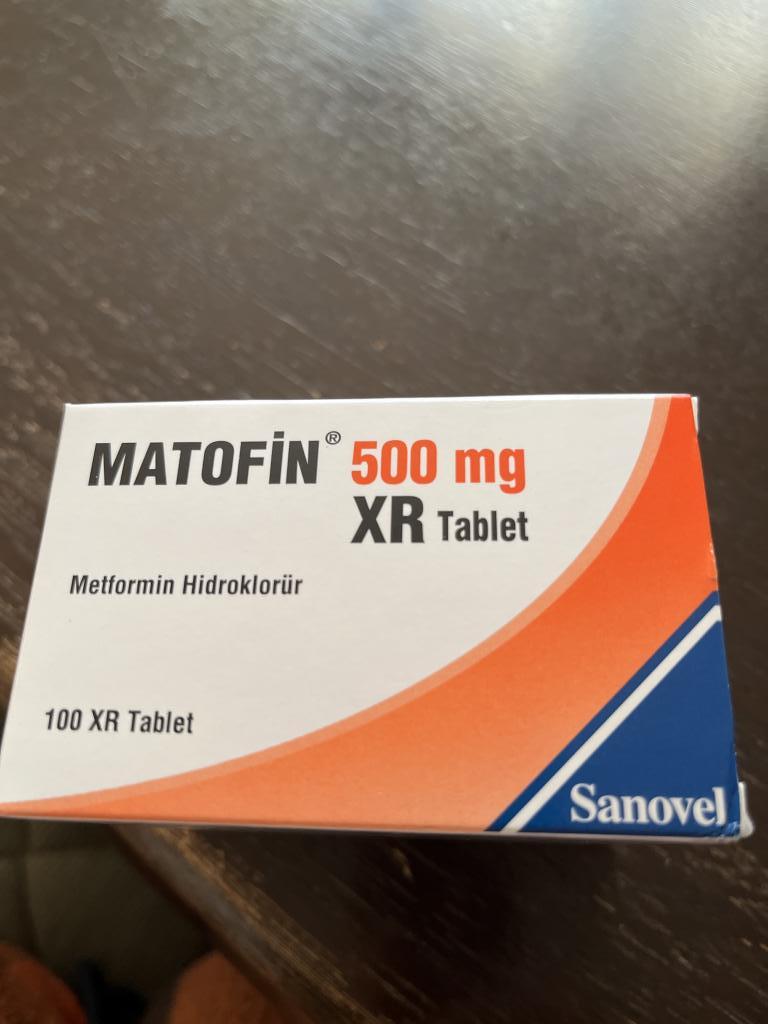 MATOFİN® 500 mg
XR Tablet
Metformin Hidroklorür
100 XR Tablet
Sanovel